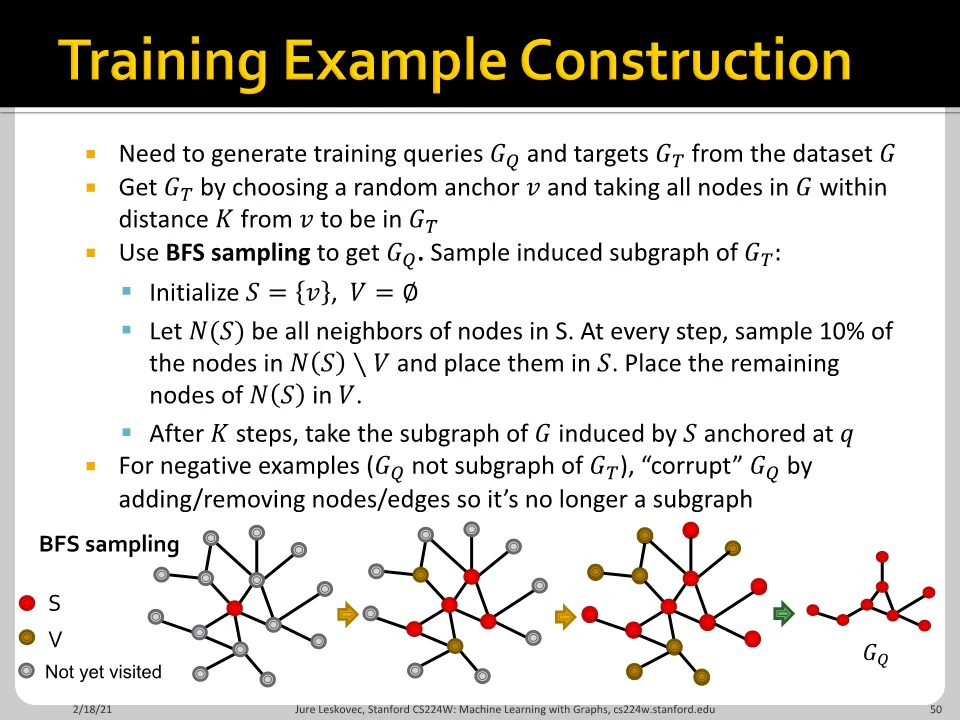 Training Example Construction
▪ Need to generate training queries G_Q and targets G_T from the dataset G
▪ Get G_T by choosing a random anchor v and taking all nodes in G within
distance K from v to be in G_T
▪ Use BFS sampling to get G_Q. Sample induced subgraph of G_T:
▪ Initialize S = {v}, V = ∅
▪ Let N(S) be all neighbors of nodes in S. At every step, sample 10% of
the nodes in N(S) \ V and place them in S. Place the remaining
nodes of N(S) in V.
▪ After K steps, take the subgraph of G induced by S anchored at q
▪ For negative examples (G_Q not subgraph of G_T), “corrupt” G_Q by
adding/removing nodes/edges so it’s no longer a subgraph
BFS sampling
S
V
Not yet visited
G_Q
2/18/21
Jure Leskovec, Stanford CS224W: Machine Learning with Graphs, cs224w.stanford.edu
50